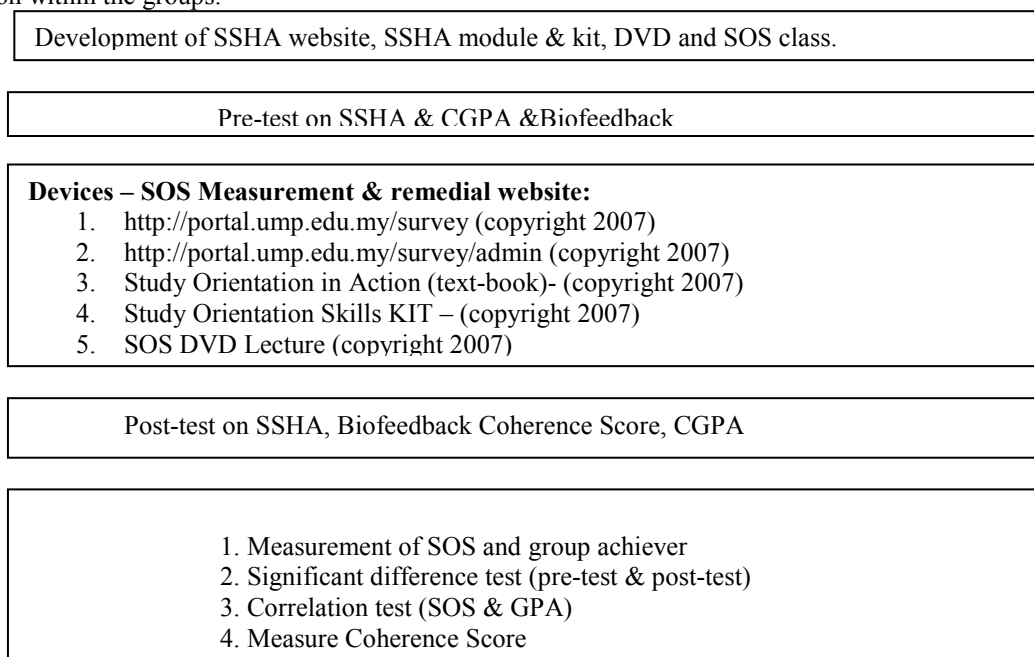 within the groups.
Development of SSHA website, SSHA module & kit, DVD and SOS class.
Pre-test on SSHA & CGPA &Biofeedback
Devices – SOS Measurement & remedial website:
1. http://portal.ump.edu.my/survey (copyright 2007)
2. http://portal.ump.edu.my/survey/admin (copyright 2007)
3. Study Orientation in Action (text-book)- (copyright 2007)
4. Study Orientation Skills KIT – (copyright 2007)
5. SOS DVD Lecture (copyright 2007)
Post-test on SSHA, Biofeedback Coherence Score, CGPA
1. Measurement of SOS and group achiever
2. Significant difference test (pre-test & post-test)
3. Correlation test (SOS & GPA)
4. Measure Coherence Score